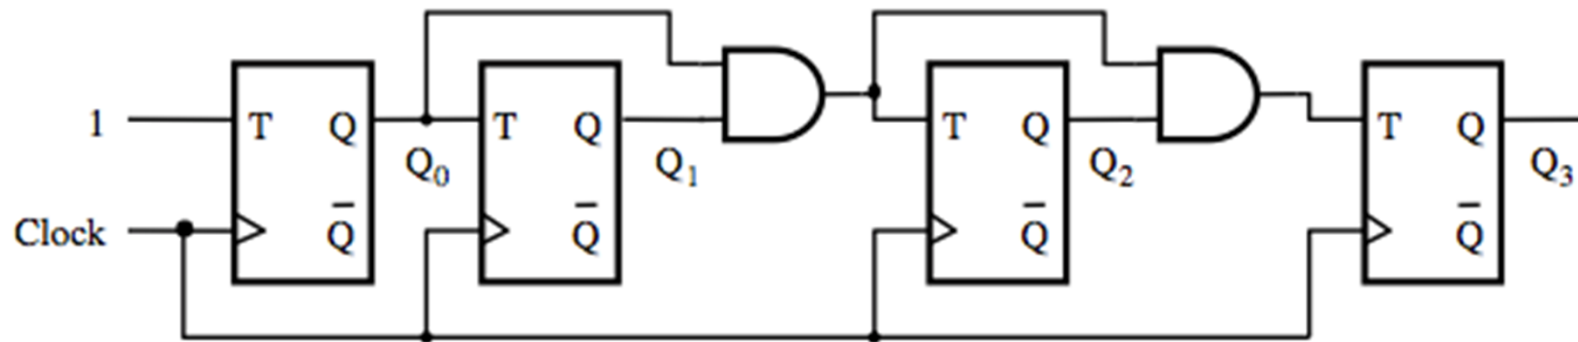 1 T Q T Q T Q T Q
Q₀ Q₁ Q₂ Q₃
Clock Q̅ Q̅ Q̅ Q̅